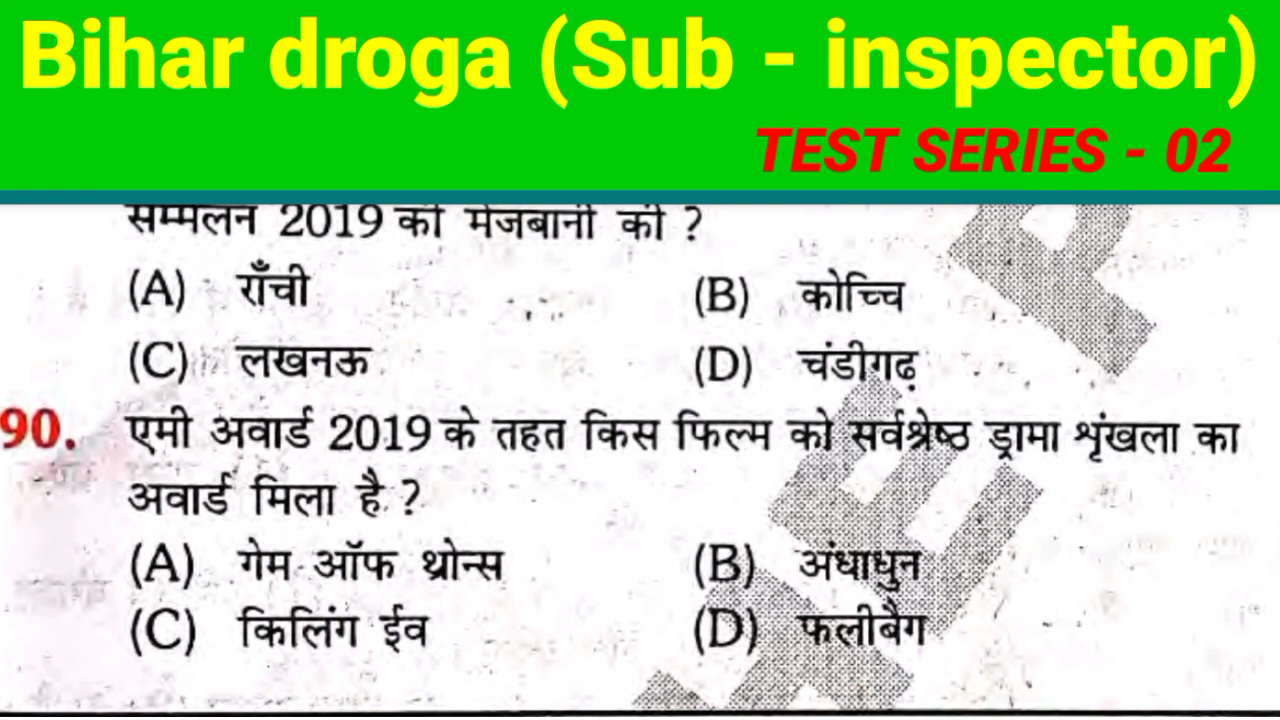 Bihar droga (Sub - inspector)
TEST SERIES - 02
सम्मेलन 2019 की मेजबानी की ?
(A) राँची (B) कोच्चि
(C) लखनऊ (D) चंडीगढ़
90. एमी अवार्ड 2019 के तहत किस फिल्म को सर्वश्रेष्ठ ड्रामा शृंखला का
अवार्ड मिला है ?
(A) गेम ऑफ थ्रोन्स (B) अंधाधुन
(C) किलिंग ईव (D) फलीबैग